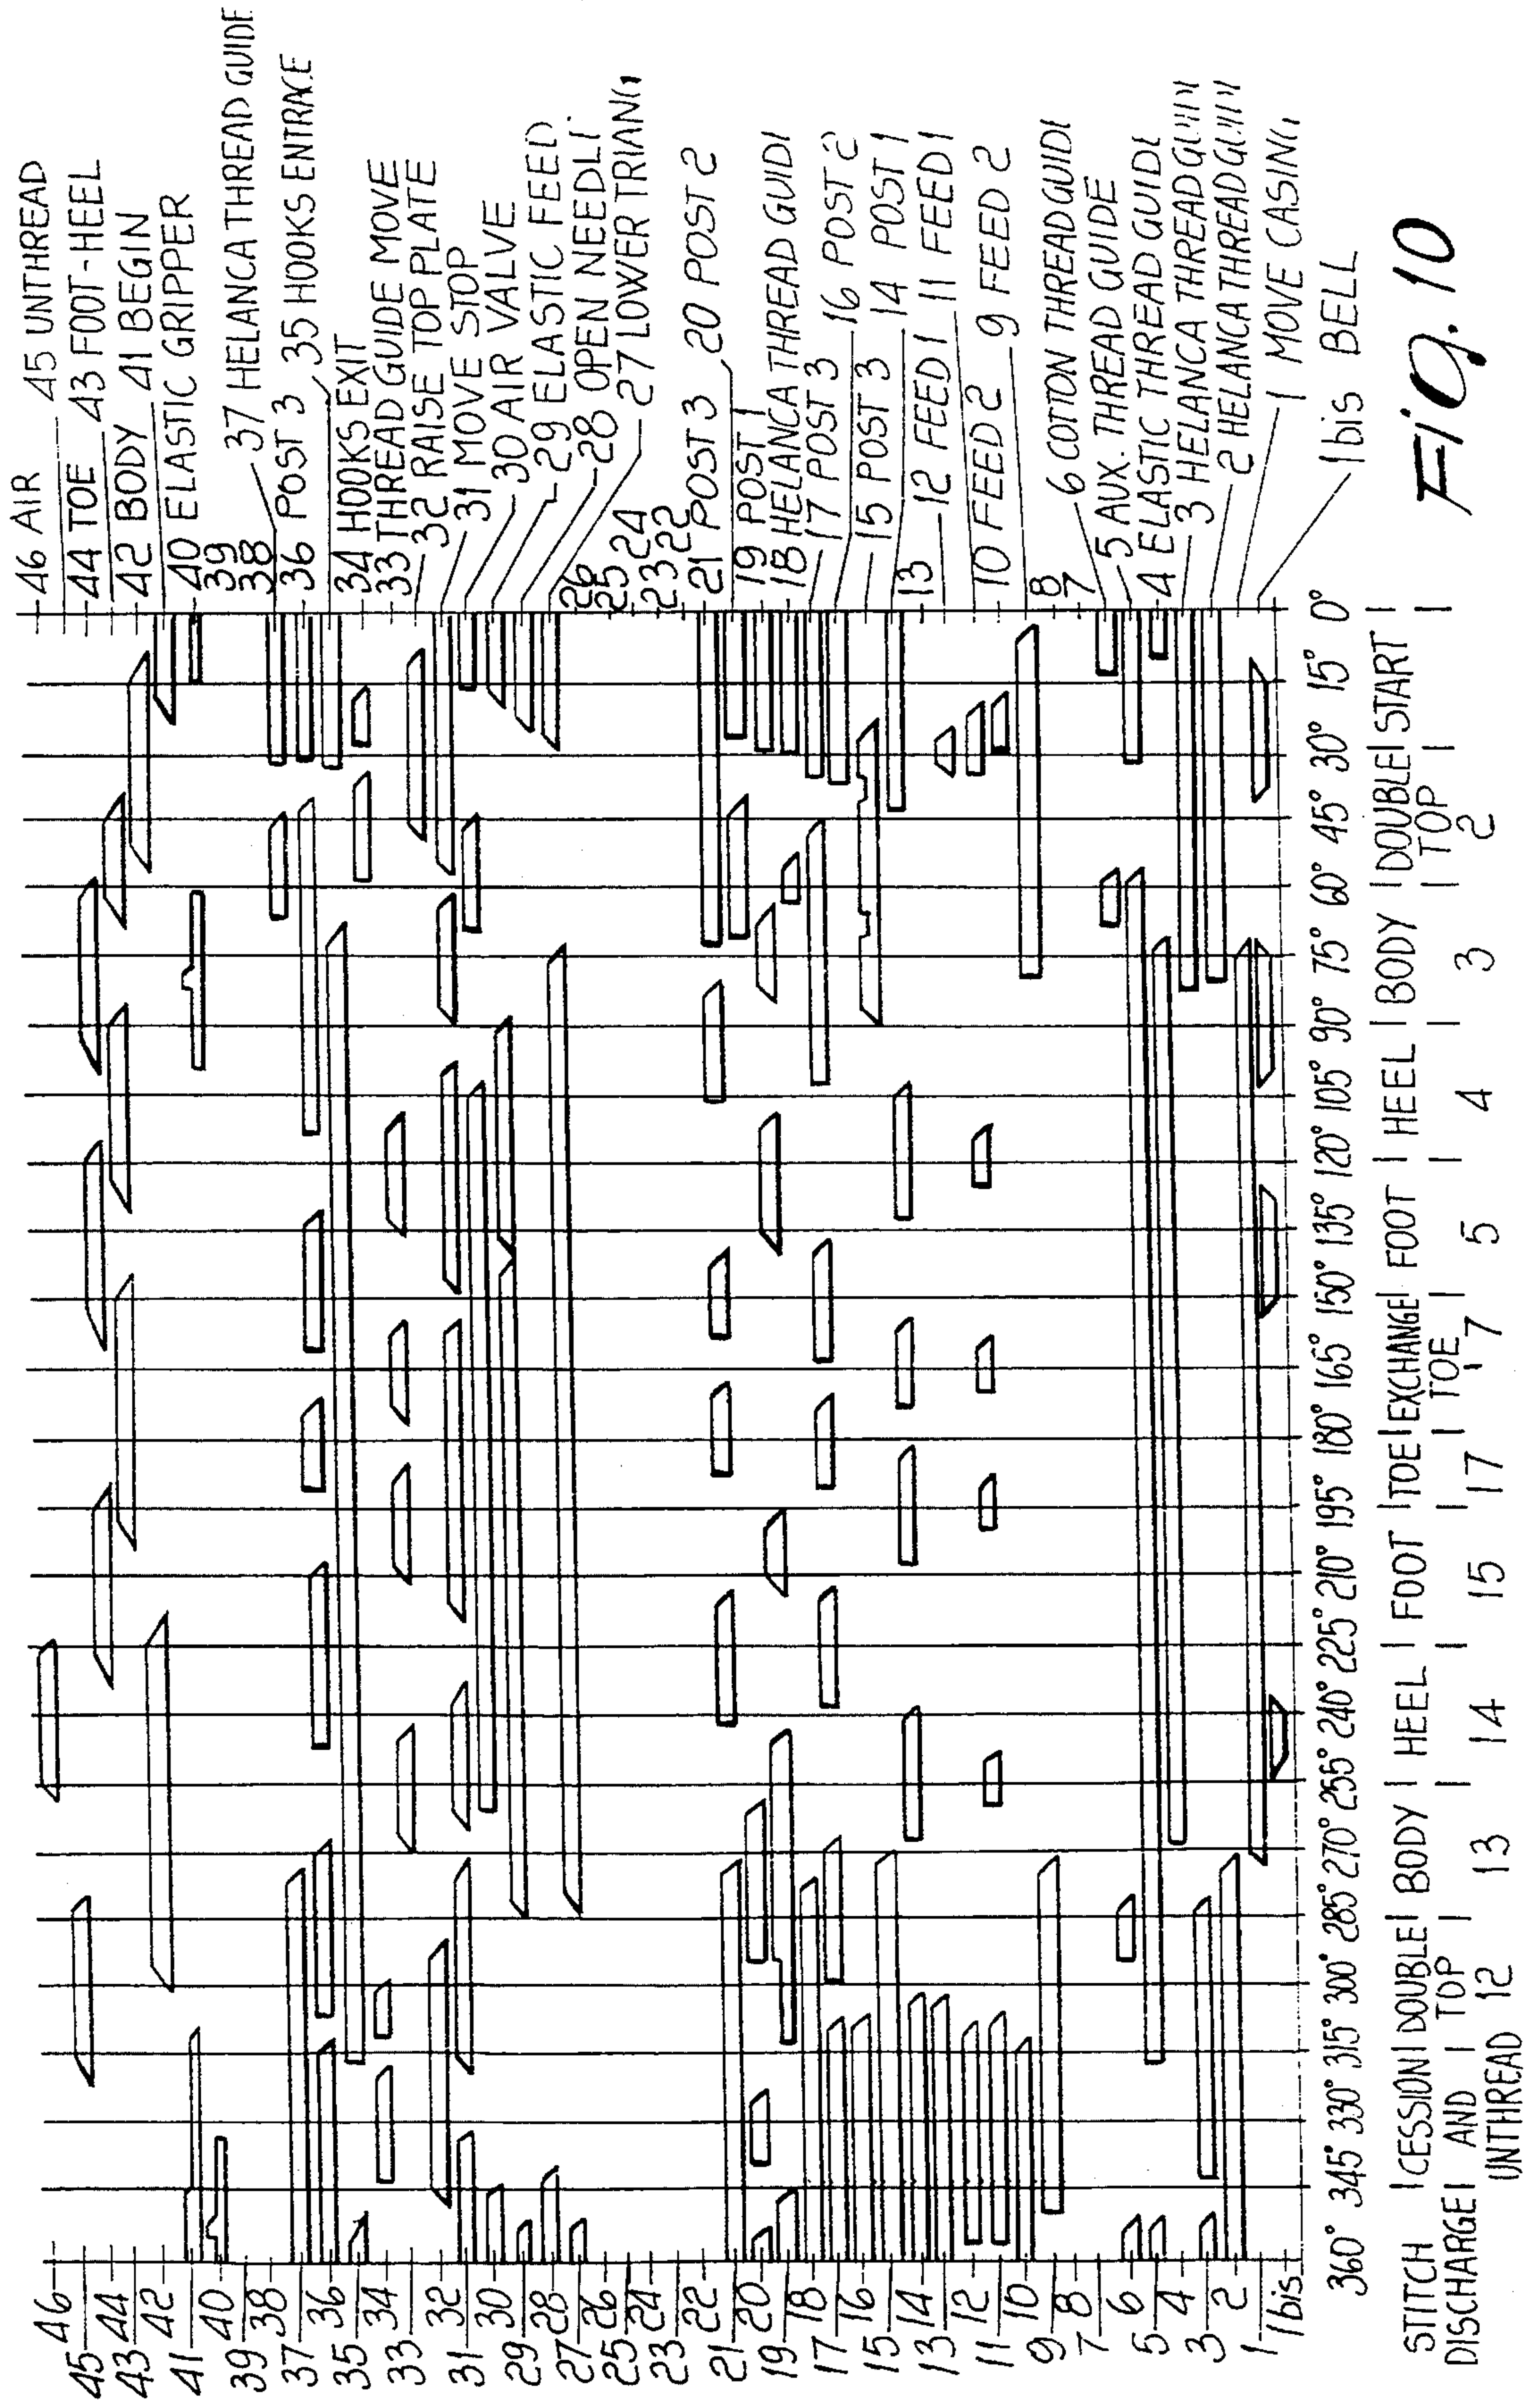 46 AIR
45 UNTHREAD
44 TOE
43 FOOT-HEEL
42 BODY
41 BEGIN
40 ELASTIC GRIPPER
39
38
37 HELANCA THREAD GUIDE
36 POST 3
35 HOOKS ENTRACE
34 HOOKS EXIT
33 THREAD GUIDE MOVE
32 RAISE TOP PLATE
31 MOVE STOP
30 AIR VALVE
29 ELASTIC FEED
28 OPEN
27 LOWER
26
25 24
23 22
21 POST 3
20 POST 2
19 POST 1
18 HELANCA THREAD
17 POST 3
16 POST 2
15 POST 3
14 POST 1
13
12 FEED 1
11 FEED 1
10 FEED 2
9 FEED 2
8
7
6 COTTON THREAD
5 AUX. THREAD GUIDE
4 ELASTIC THREAD
3 HELANCA THREAD
2 HELANCA THREAD
1 MOVE
1bis BELL
46
45
44
43
42
41
40
39
38
37
36
35
34
33
32
31
30
29
28
27
26
25
24
23
22
21
20
19
18
17
16
15
14
13
12
11
10
9
8
7
6
5
4
3
2
1
1bis
360° 345° 330° 315° 300° 285° 270° 255° 240° 225° 210° 195° 180° 165° 150° 135° 120° 105° 90° 75° 60° 45° 30° 15° 0°
STITCH CESSION DOUBLE BODY HEEL FOOT TOE EXCHANGE FOOT HEEL BODY DOUBLE START
DISCHARGE AND TOP 13 14 15 17 TOE 7 5 4 3 TOP 2
UNTHREAD 12
FIG. 10